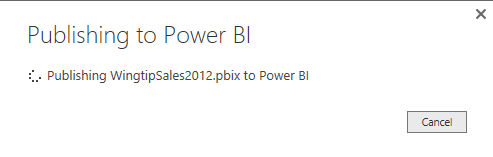 Publishing to Power BI
Publishing WingtipSales2012.pbix to Power BI
Cancel